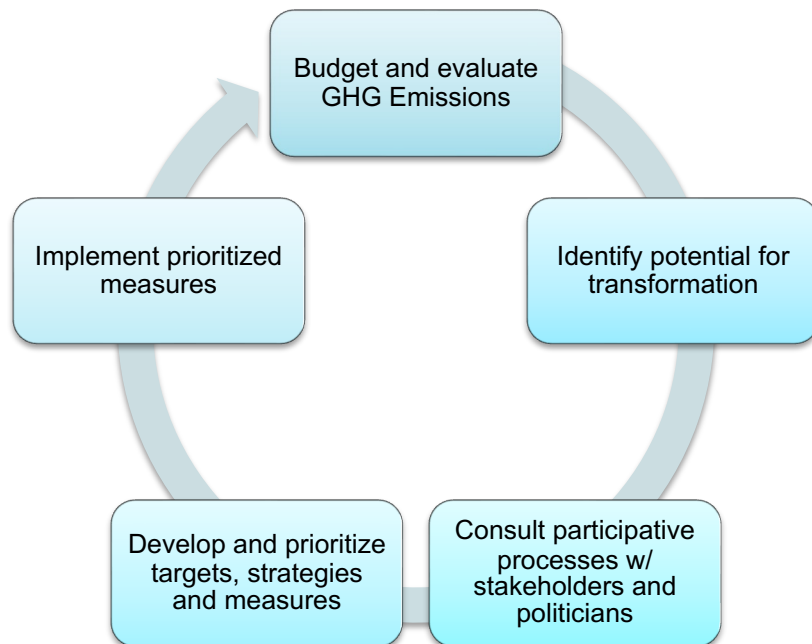 Budget and evaluate
GHG Emissions
Identify potential for
transformation
Consult participative
processes w/
stakeholders and
politicians
Develop and prioritize
targets, strategies
and measures
Implement prioritized
measures